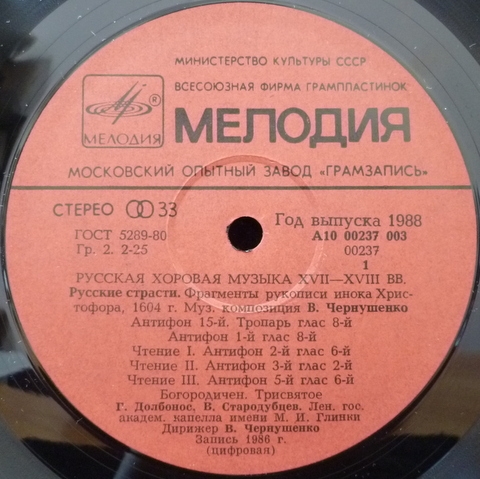 МИНИСТЕРСТВО КУЛЬТУРЫ СССР
ВСЕСОЮЗНАЯ ФИРМА ГРАМПЛАСТИНОК
® МЕЛОДИЯ
МЕЛОДИЯ
МОСКОВСКИЙ ОПЫТНЫЙ ЗАВОД «ГРАМЗАПИСЬ»
СТЕРЕО 33
Год выпуска 1988
ГОСТ 5289-80
А10 00237 003
Гр. 2. 2-25
00237
1
РУССКАЯ ХОРОВАЯ МУЗЫКА XVII—XVIII ВВ.
Русские страсти. Фрагменты рукописи инока Хрис-
тофора, 1604 г. Муз. композиция В. Чернушенко
Антифон 15-й. Тропарь глас 8-й
Антифон 1-й глас 8-й
Чтение I. Антифон 2-й глас 6-й
Чтение II. Антифон 3-й глас 2-й
Чтение III. Антифон 5-й глас 6-й
Богородичен. Трисвятое
Г. Долбонос, В. Стародубцев. Лен. гос.
академ. капелла имени М. И. Глинки
Дирижер В. Чернушенко
Запись 1986 г.
(цифровая)